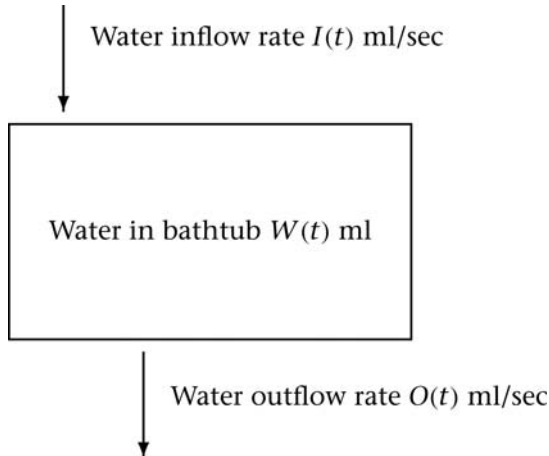 Water inflow rate I(t) ml/sec
Water in bathtub W(t) ml
Water outflow rate O(t) ml/sec